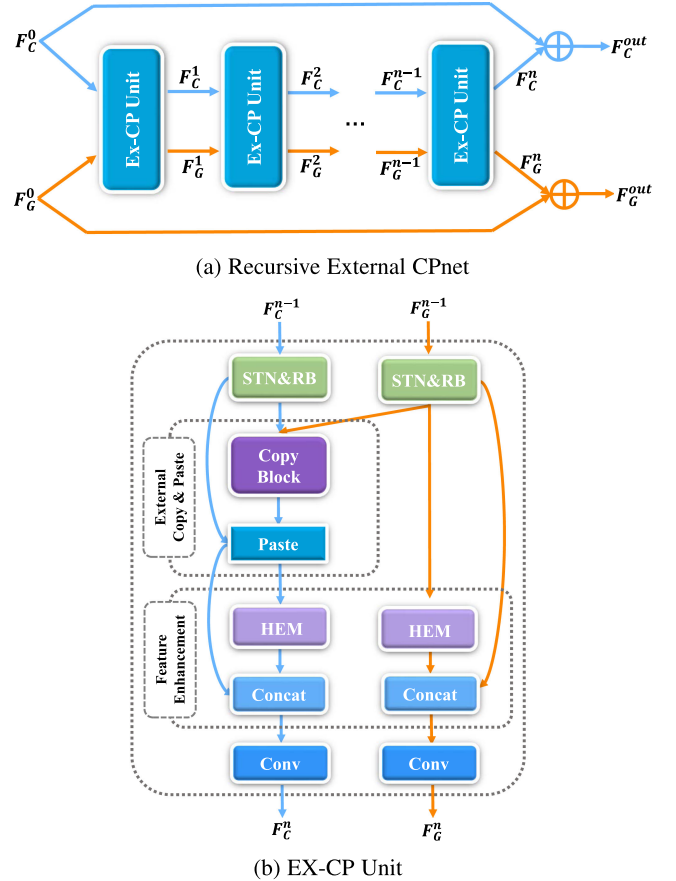 F_C^0
F_C^1
F_C^2
F_C^{n-1}
F_C^n
F_C^{out}
Ex-CP Unit
Ex-CP Unit
...
Ex-CP Unit
F_G^0
F_G^1
F_G^2
F_G^{n-1}
F_G^n
F_G^{out}
(a) Recursive External CPnet
F_C^{n-1}
F_G^{n-1}
STN&RB
STN&RB
External
Copy & Paste
Copy
Block
Paste
Feature
Enhancement
HEM
HEM
Concat
Concat
Conv
Conv
F_C^n
F_G^n
(b) EX-CP Unit